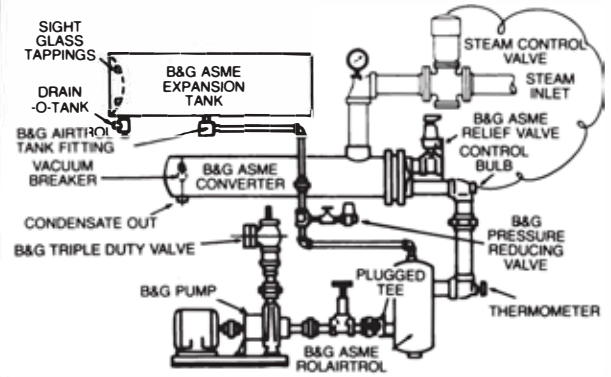 SIGHT
GLASS
TAPPINGS
B&G ASME
EXPANSION
TANK
STEAM CONTROL
VALVE
STEAM
INLET
DRAIN
-O-TANK
B&G AIRTROL
TANK FITTING
B&G ASME
RELIEF VALVE
CONTROL
BULB
VACUUM
BREAKER
B&G ASME
CONVERTER
CONDENSATE OUT
B&G TRIPLE DUTY VALVE
B&G
PRESSURE
REDUCING
VALVE
PLUGGED
TEE
B&G PUMP
THERMOMETER
B&G ASME
ROLAIRTROL